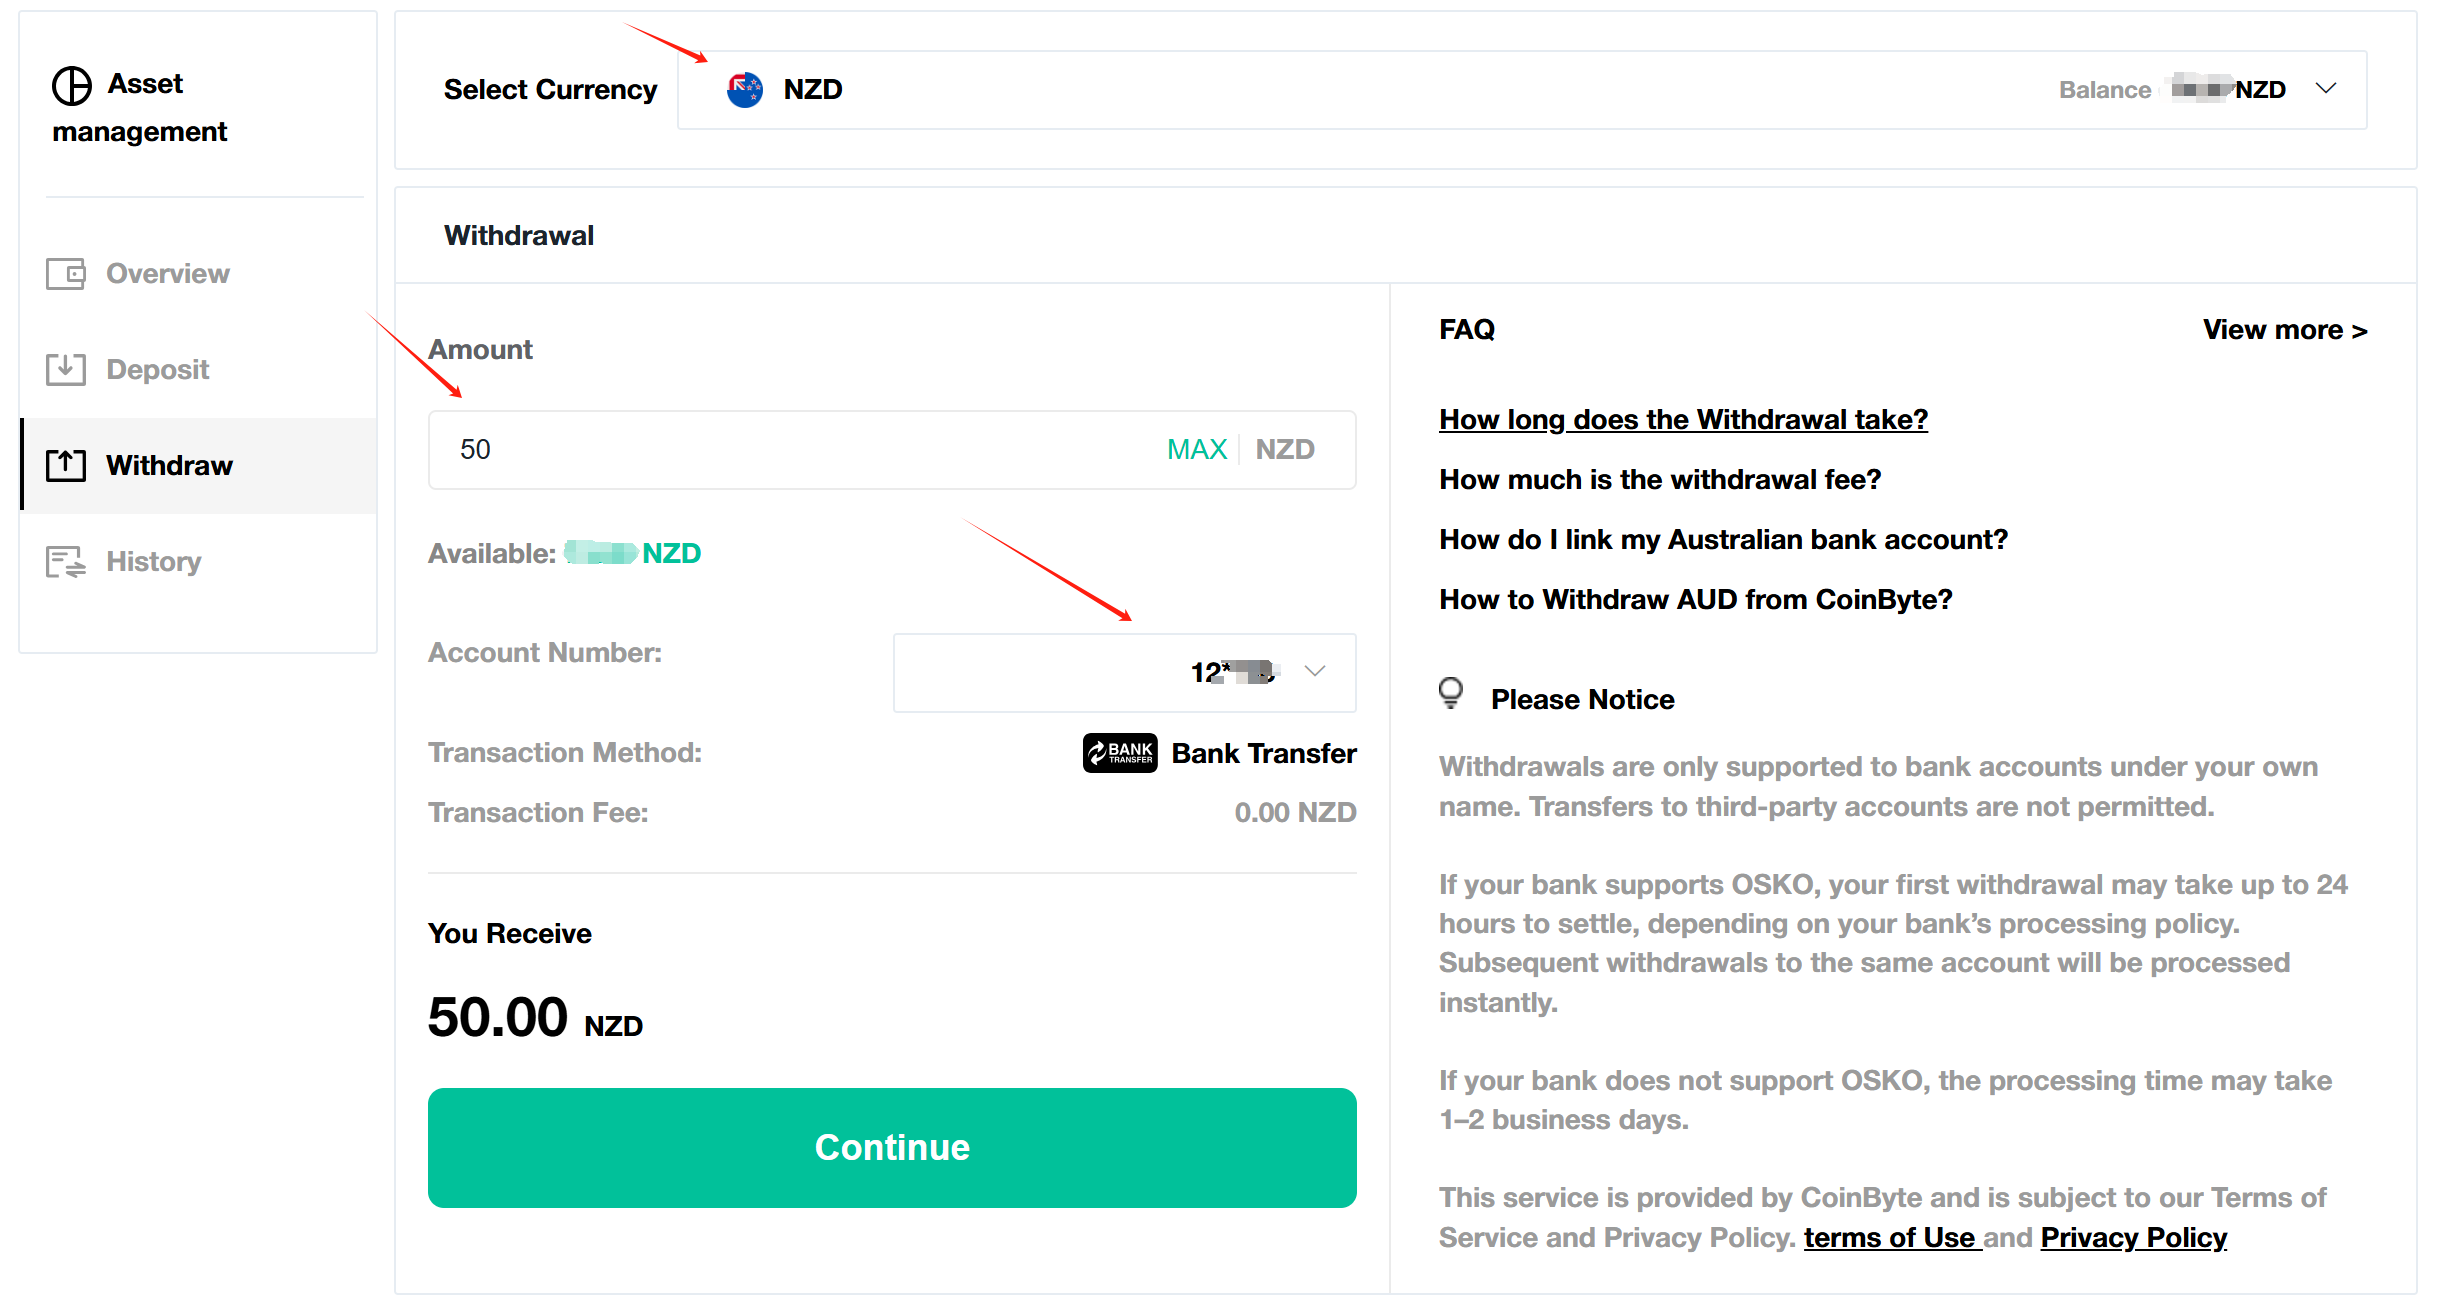 Asset
management
Overview
Deposit
Withdraw
History
Select Currency
NZD
Balance NZD
Withdrawal
Amount
50
MAX NZD
Available: NZD
Account Number:
12*
Transaction Method:
BANK
TRANSFER
Bank Transfer
Transaction Fee:
0.00 NZD
You Receive
50.00 NZD
Continue
FAQ
View more >
How long does the Withdrawal take?
How much is the withdrawal fee?
How do I link my Australian bank account?
How to Withdraw AUD from CoinByte?
Please Notice
Withdrawals are only supported to bank accounts under your own
name. Transfers to third-party accounts are not permitted.
If your bank supports OSKO, your first withdrawal may take up to 24
hours to settle, depending on your bank’s processing policy.
Subsequent withdrawals to the same account will be processed
instantly.
If your bank does not support OSKO, the processing time may take
1–2 business days.
This service is provided by CoinByte and is subject to our Terms of
Service and Privacy Policy. terms of Use and Privacy Policy